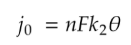 j₀ = nFk₂θ